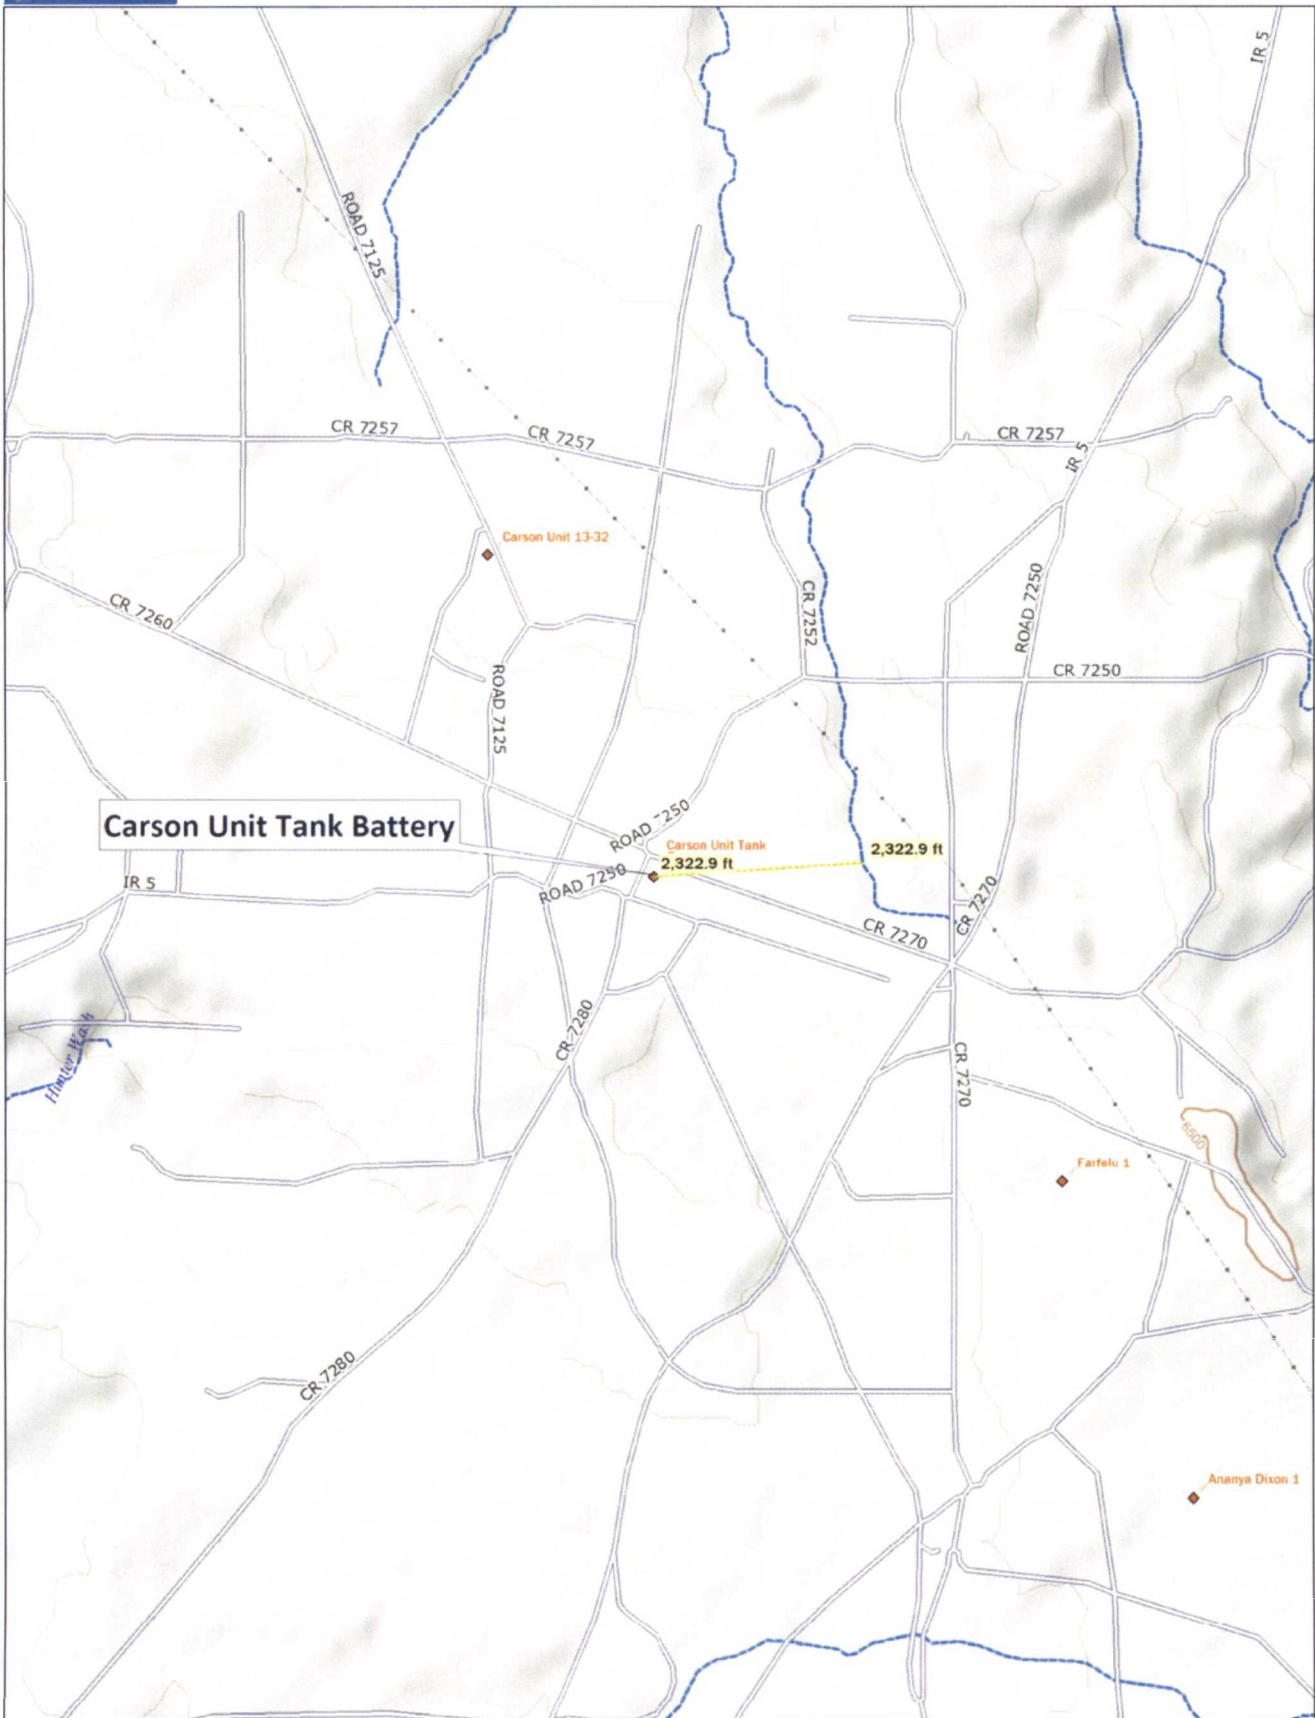 IR 5
ROAD 7125
CR 7257
CR 7257
CR 7257
IR 5
Carson Unit 13-32
CR 7260
CR 7252
ROAD 7250
CR 7250
ROAD 7125
Carson Unit Tank Battery
ROAD 7250
Carson Unit Tank
2,322.9 ft
2,322.9 ft
IR 5
ROAD 7250
CR 7270
CR 7270
CR 7280
Hunter Wash
CR 7270
6500
Farfelu 1
CR 7280
Ananya Dixon 1